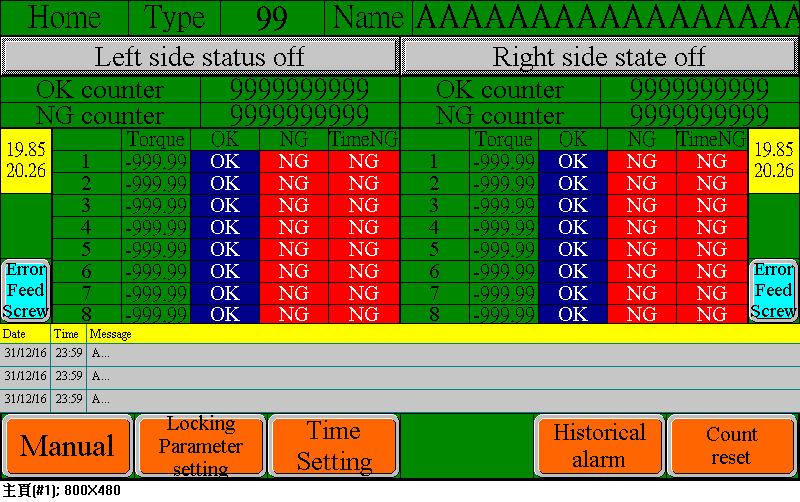 Home Type 99 Name AAAAAAAAAAAAAAAA
Left side status off Right side state off
OK counter 9999999999 OK counter 9999999999
NG counter 9999999999 NG counter 9999999999
19.85
20.26
Torque OK NG TimeNG
1 -999.99 OK NG NG
2 -999.99 OK NG NG
3 -999.99 OK NG NG
4 -999.99 OK NG NG
5 -999.99 OK NG NG
6 -999.99 OK NG NG
7 -999.99 OK NG NG
8 -999.99 OK NG NG
Error
Feed
Screw
Torque OK NG TimeNG
1 -999.99 OK NG NG
2 -999.99 OK NG NG
3 -999.99 OK NG NG
4 -999.99 OK NG NG
5 -999.99 OK NG NG
6 -999.99 OK NG NG
7 -999.99 OK NG NG
8 -999.99 OK NG NG
19.85
20.26
Error
Feed
Screw
Date Time Message
31/12/16 23:59 A...
31/12/16 23:59 A...
31/12/16 23:59 A...
Manual
Locking
Parameter
setting
Time
Setting
Historical
alarm
Count
reset
主頁(#1); 800X480